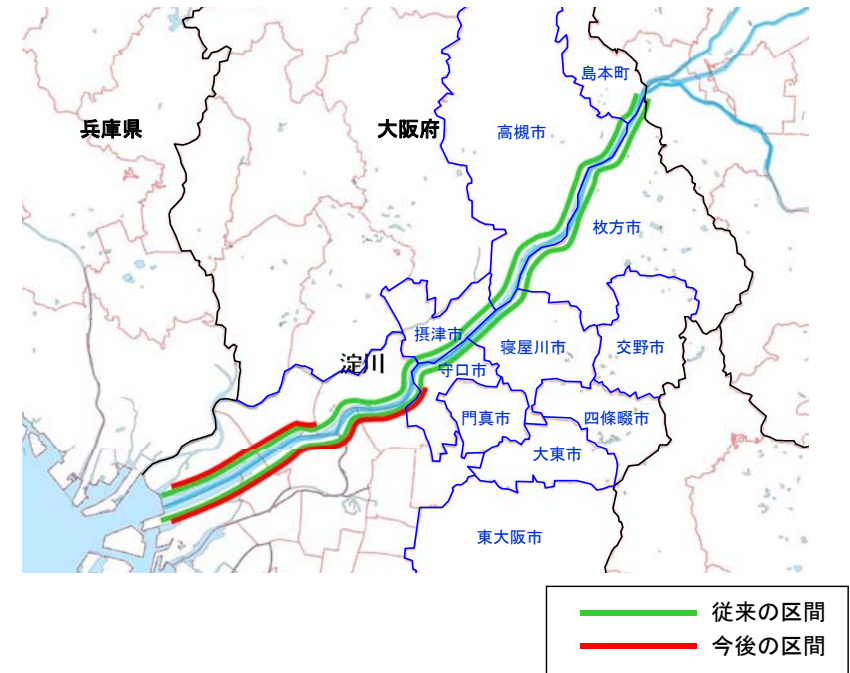 島本町
兵庫県
大阪府
高槻市
枚方市
摂津市
寝屋川市
交野市
淀川
守口市
門真市
四條畷市
大東市
東大阪市
従来の区間
今後の区間